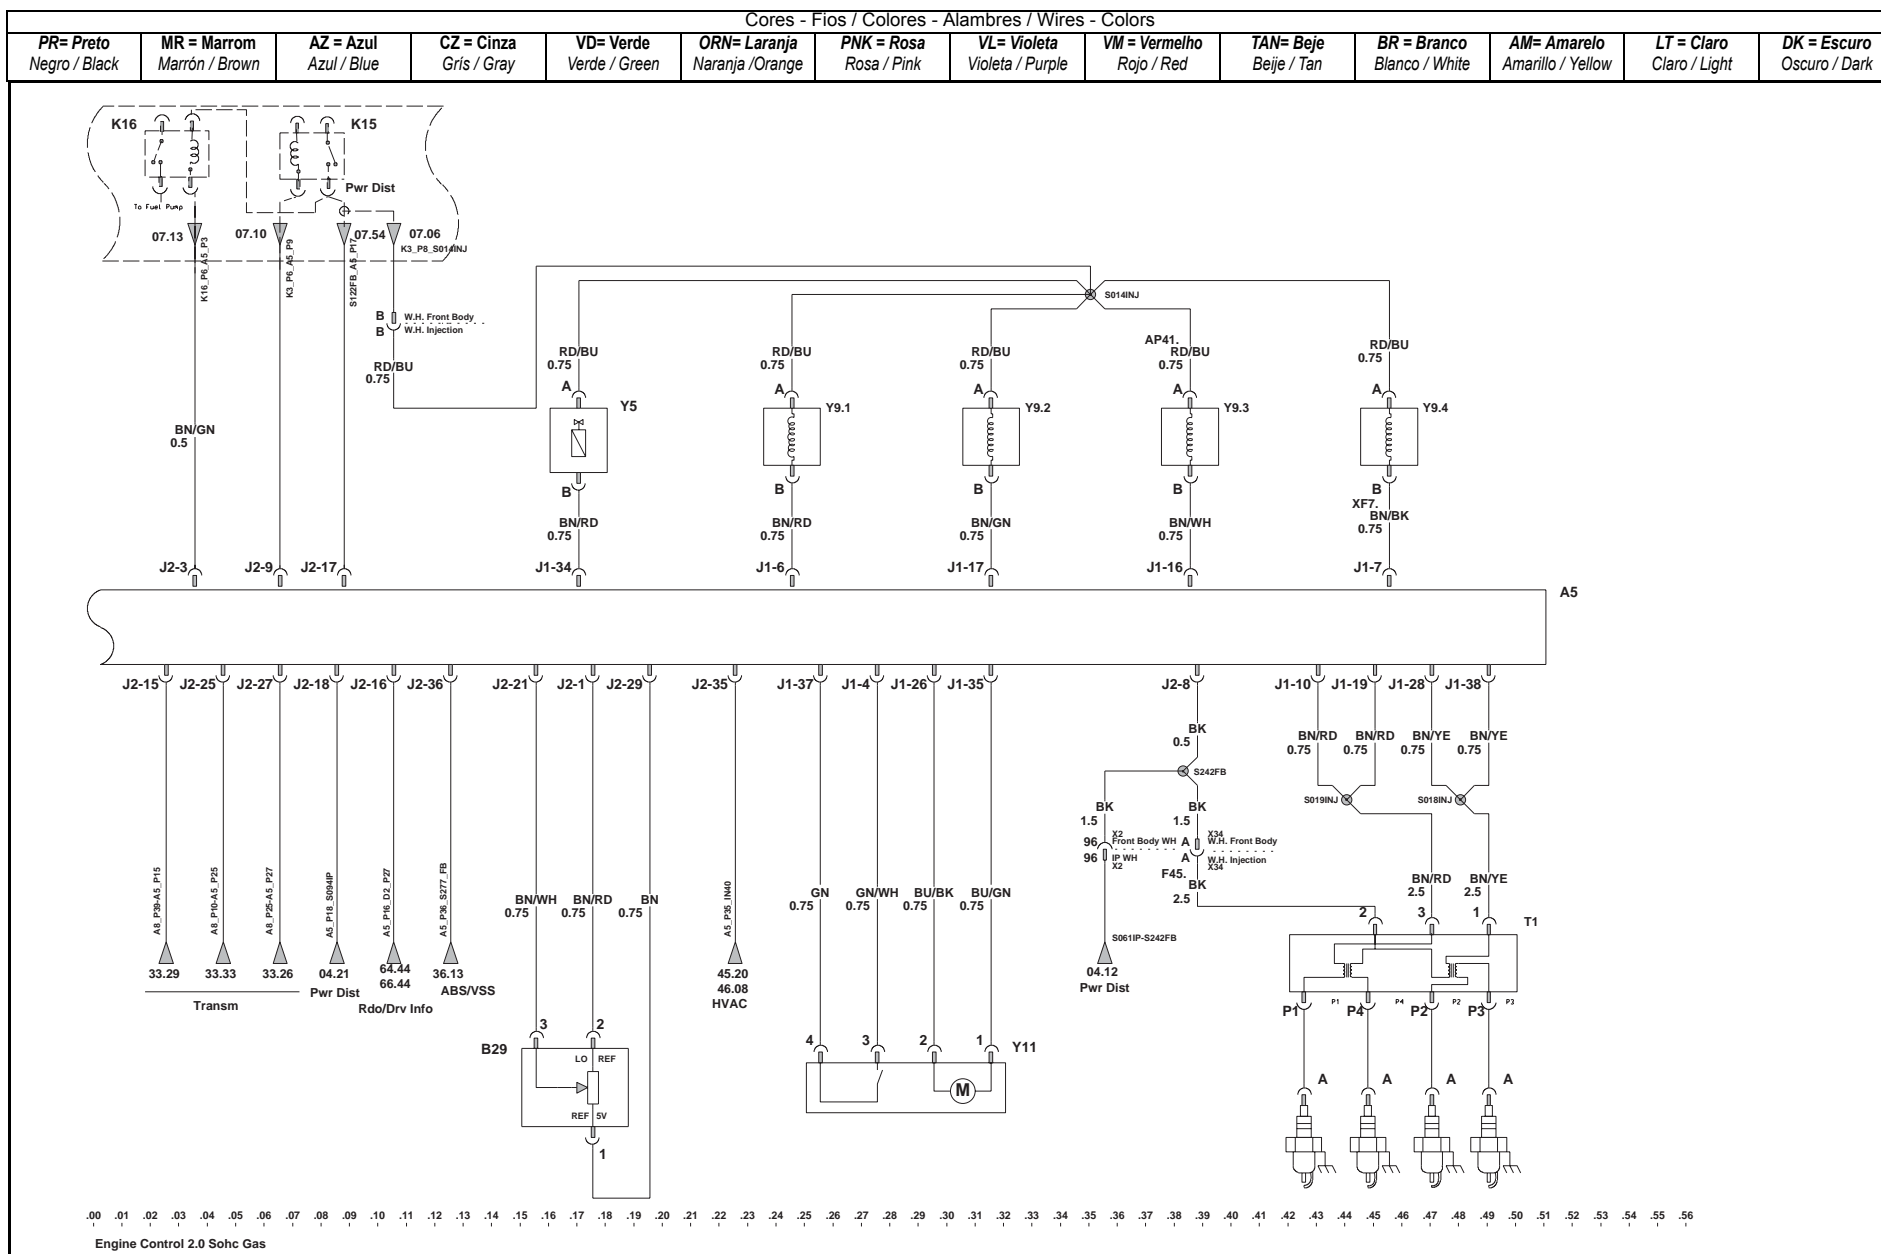 Cores - Fios / Colores - Alambres / Wires - Colors
PR= Preto
Negro / Black
MR = Marrom
Marrón / Brown
AZ = Azul
Azul / Blue
CZ = Cinza
Gris / Gray
VD= Verde
Verde / Green
ORN= Laranja
Naranja /Orange
PNK = Rosa
Rosa / Pink
VL= Violeta
Violeta / Purple
VM = Vermelho
Rojo / Red
TAN= Beje
Beije / Tan
BR = Branco
Blanco / White
AM= Amarelo
Amarillo / Yellow
LT = Claro
Claro / Light
DK = Escuro
Oscuro / Dark
K16
K15
Pwr Dist
To Fuel Pump
07.13
07.10
07.54
07.06
K3_P8_S014INJ
K16_P6_A5_P3
K3_P6_A5_P9
S122FB_A5_P17
B W.H. Front Body
B W.H. Injection
RD/BU
0.75
BN/GN
0.5
S014INJ
RD/BU
0.75
RD/BU
0.75
RD/BU
0.75
AP41.
RD/BU
0.75
RD/BU
0.75
A
A
A
A
A
Y5
Y9.1
Y9.2
Y9.3
Y9.4
B
B
B
B
B
XF7.
BN/RD
0.75
BN/RD
0.75
BN/GN
0.75
BN/WH
0.75
BN/BK
0.75
J2-3
J2-9
J2-17
J1-34
J1-6
J1-17
J1-16
J1-7
A5
J2-15
J2-25
J2-27
J2-18
J2-16
J2-36
J2-21
J2-1
J2-29
J2-35
J1-37
J1-4
J1-26
J1-35
J2-8
J1-10
J1-19
J1-28
J1-38
BK
0.5
S242FB
BK
1.5
BK
1.5
X2
96 Front Body WH
96 IP WH
X2
X34
A W.H. Front Body
A W.H. Injection
X34
F45.
BK
2.5
BN/RD
0.75
BN/RD
0.75
BN/YE
0.75
BN/YE
0.75
S019INJ
S018INJ
BN/RD
2.5
BN/YE
2.5
A8_P39-A5_P15
A8_P10-A5_P25
A8_P25-A5_P27
A5_P18_S094IP
A5_P16_D2_P27
A5_P36_S277_FB
BN/WH
0.75
BN/RD
0.75
BN
0.75
A5_P35_IN40
GN
0.75
GN/WH
0.75
BU/BK
0.75
BU/GN
0.75
33.29
33.33
33.26
Transm
04.21
Pwr Dist
64.44
66.44
Rdo/Drv Info
36.13
ABS/VSS
45.20
46.08
HVAC
S061IP-S242FB
04.12
Pwr Dist
2
3
1
T1
P1
P4
P2
P3
P1
P4
P2
P3
B29
3
2
LO REF
REF 5V
1
4
3
2
1
Y11
M
A
A
A
A
.00 .01 .02 .03 .04 .05 .06 .07 .08 .09 .10 .11 .12 .13 .14 .15 .16 .17 .18 .19 .20 .21 .22 .23 .24 .25 .26 .27 .28 .29 .30 .31 .32 .33 .34 .35 .36 .37 .38 .39 .40 .41 .42 .43 .44 .45 .46 .47 .48 .49 .50 .51 .52 .53 .54 .55 .56
Engine Control 2.0 Sohc Gas